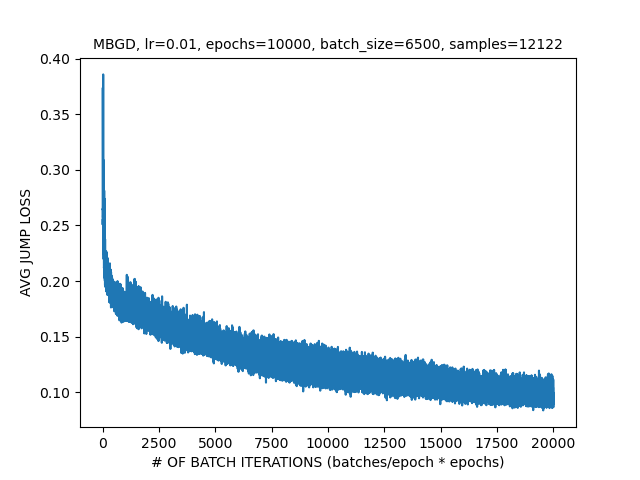 MBGD, lr=0.01, epochs=10000, batch_size=6500, samples=12122
0.40
0.35
0.30
0.25
0.20
0.15
0.10
AVG JUMP LOSS
0 2500 5000 7500 10000 12500 15000 17500 20000
# OF BATCH ITERATIONS (batches/epoch * epochs)